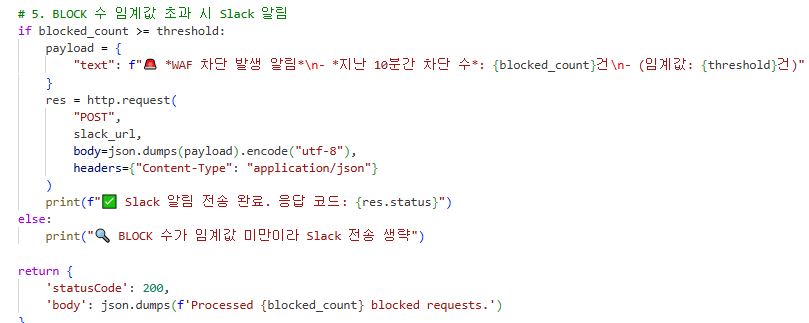 # 5. BLOCK 수 임계값 초과 시 Slack 알림
if blocked_count >= threshold:
    payload = {
        "text": f"🚨 *WAF 차단 발생 알림*\n- *지난 10분간 차단 수*: {blocked_count}건\n- (임계값: {threshold}건)"
    }
    res = http.request(
        "POST",
        slack_url,
        body=json.dumps(payload).encode("utf-8"),
        headers={"Content-Type": "application/json"}
    )
    print(f"✅ Slack 알림 전송 완료. 응답 코드: {res.status}")
else:
    print("🔍 BLOCK 수가 임계값 미만이라 Slack 전송 생략")

return {
    'statusCode': 200,
    'body': json.dumps(f'Processed {blocked_count} blocked requests.')
}